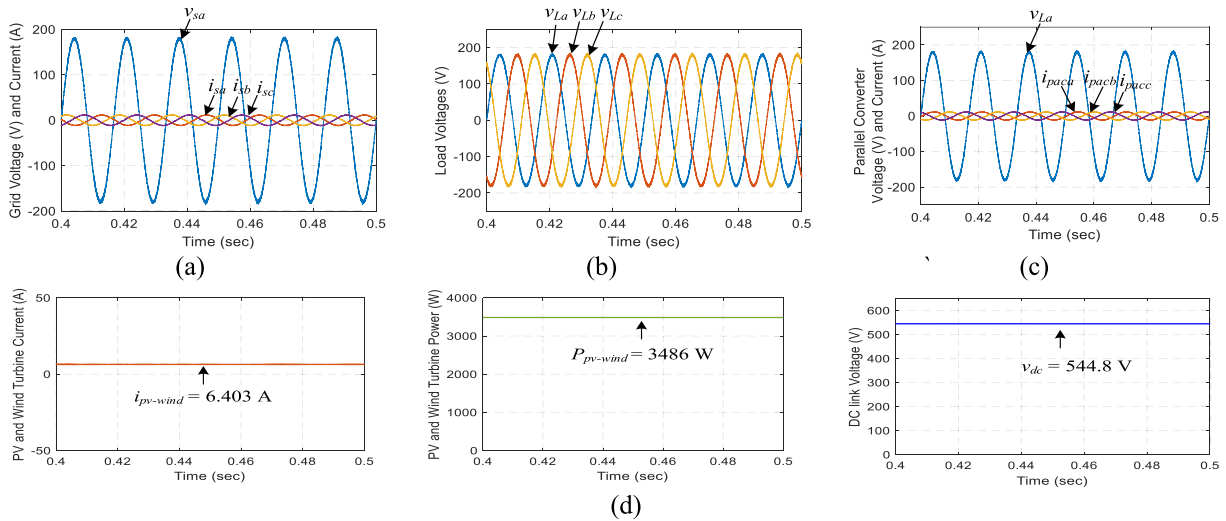 v_sa
Grid Voltage (V) and Current (A)
200
100
0
-100
-200
i_sa i_sb i_sc
0.4 0.42 0.44 0.46 0.48 0.5
Time (sec)
(a)
v_La v_Lb v_Lc
Load Voltages (V)
200
100
0
-100
-200
0.4 0.42 0.44 0.46 0.48 0.5
Time (sec)
(b)
v_La
Parallel Converter
Voltage (V) and Current (A)
200
100
0
-100
-200
i_paca i_pacb i_pacc
0.4 0.42 0.44 0.46 0.48 0.5
Time (sec)
` (c)
PV and Wind Turbine Current (A)
50
0
-50
i_pv-wind = 6.403 A
0.4 0.42 0.44 0.46 0.48 0.5
Time (sec)
PV and Wind Turbine Power (W)
4000
3000
2000
1000
0
P_pv-wind = 3486 W
0.4 0.42 0.44 0.46 0.48 0.5
Time (sec)
DC link Voltage (V)
600
500
400
300
200
100
0
v_dc = 544.8 V
0.4 0.42 0.44 0.46 0.48 0.5
Time (sec)
(d)